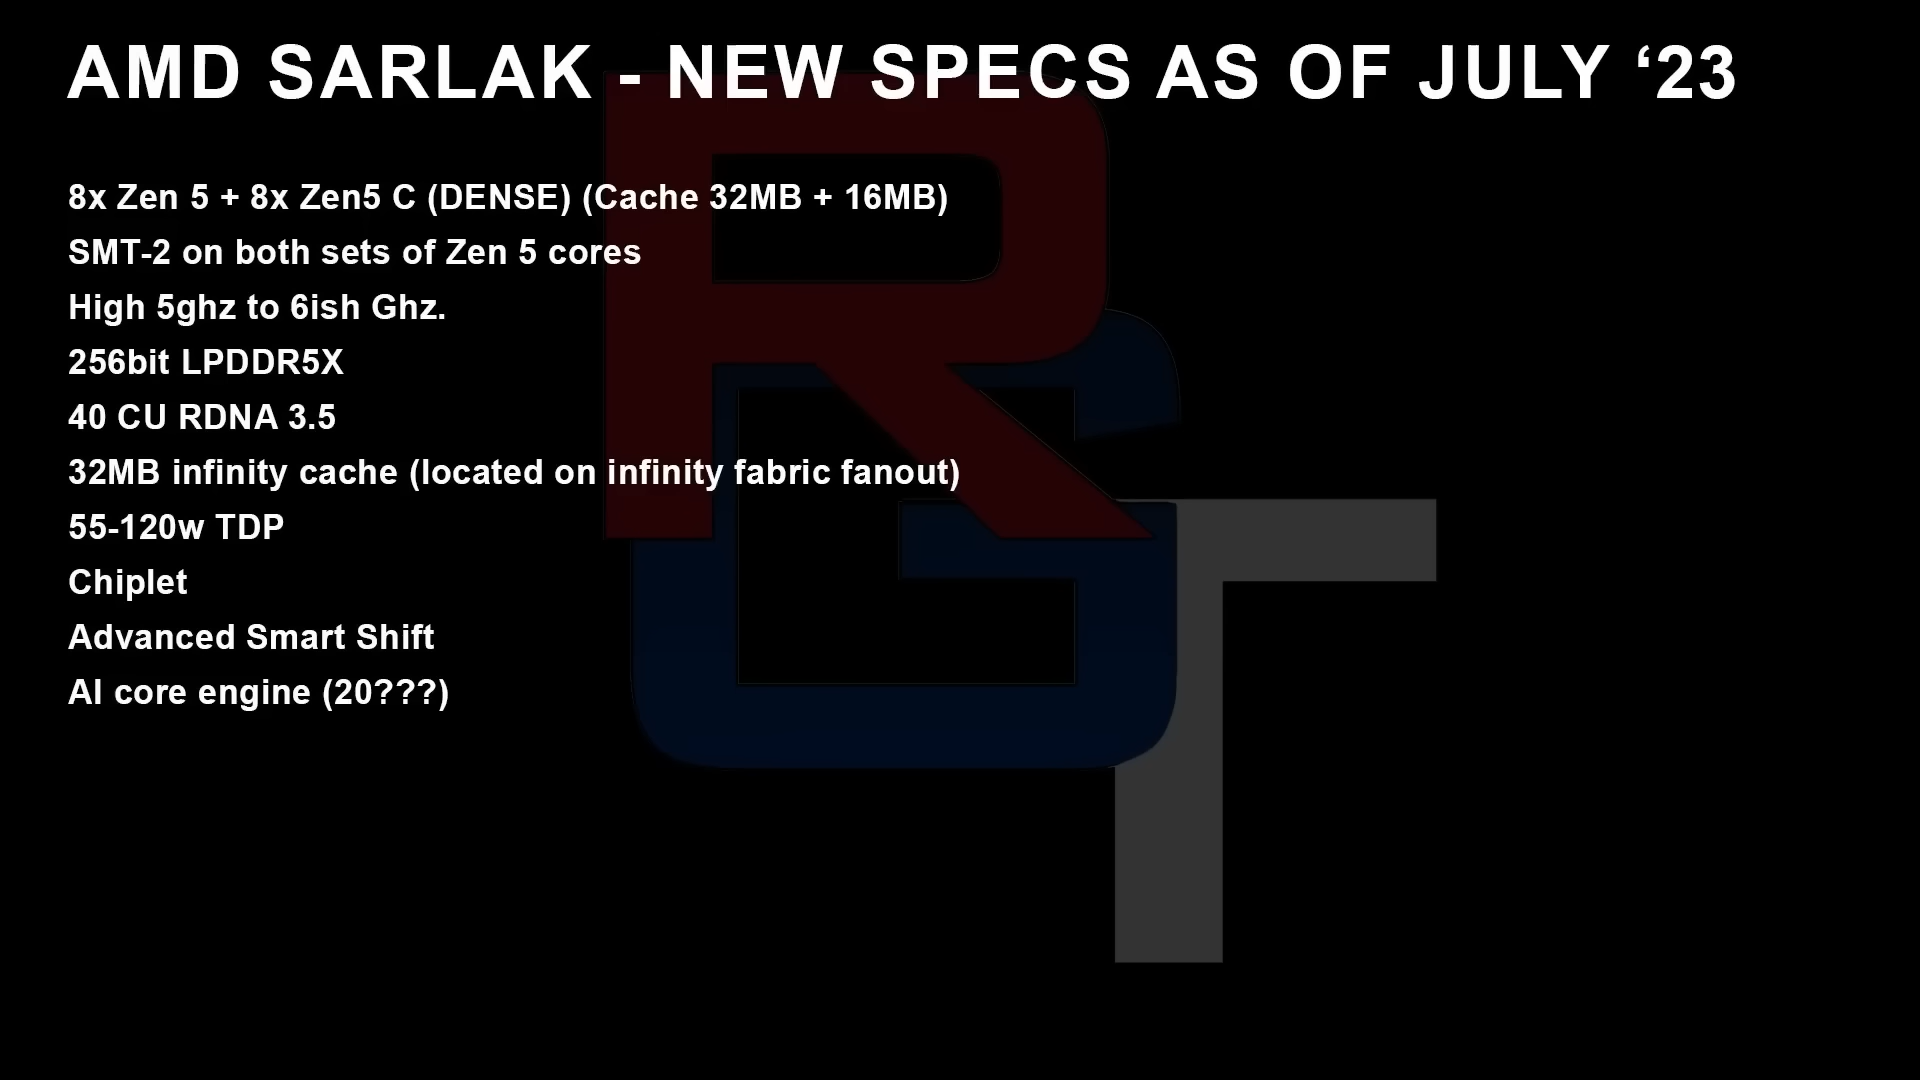 AMD SARLAK - NEW SPECS AS OF JULY ‘23
8x Zen 5 + 8x Zen5 C (DENSE) (Cache 32MB + 16MB)
SMT-2 on both sets of Zen 5 cores
High 5ghz to 6ish Ghz.
256bit LPDDR5X
40 CU RDNA 3.5
32MB infinity cache (located on infinity fabric fanout)
55-120w TDP
Chiplet
Advanced Smart Shift
AI core engine (20???)
RGT